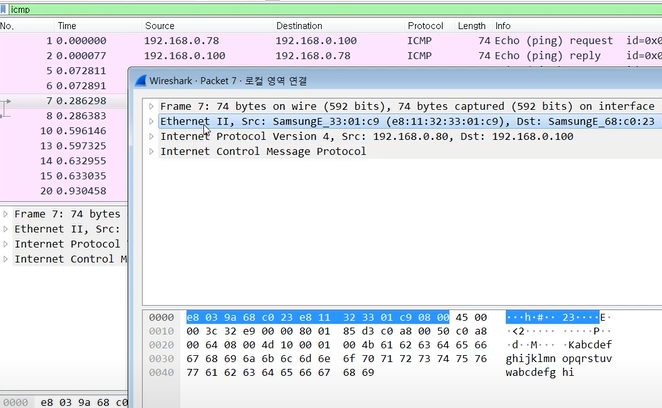 icmp
No. Time Source Destination Protocol Length Info
1 0.000000 192.168.0.78 192.168.0.100 ICMP 74 Echo (ping) request id=0x0
2 0.000077 192.168.0.100 192.168.0.78 ICMP 74 Echo (ping) reply id=0x0
5 0.072811
6 0.072891
7 0.286298
8 0.286383
10 0.596146
13 0.597325
14 0.632955
15 0.633035
20 0.930458
Wireshark · Packet 7 · 로컬 영역 연결
Frame 7: 74 bytes on wire (592 bits), 74 bytes captured (592 bits) on interface
Ethernet II, Src: SamsungE_33:01:c9 (e8:11:32:33:01:c9), Dst: SamsungE_68:c0:23
Internet Protocol Version 4, Src: 192.168.0.80, Dst: 192.168.0.100
Internet Control Message Protocol
Frame 7: 74 bytes
Ethernet II, Src:
Internet Protocol
Internet Control M
0000 e8 03 9a 68 c0 23 e8 11 32 33 01 c9 08 00 45 00 ···h·#·· 23····E·
0010 00 3c 32 e9 00 00 80 01 85 d3 c0 a8 00 50 c0 a8 ·<2····· ·····P··
0020 00 64 08 00 4d 10 00 01 00 4b 61 62 63 64 65 66 ·d··M··· ·Kabcdef
0030 67 68 69 6a 6b 6c 6d 6e 6f 70 71 72 73 74 75 76 ghijklmn opqrstuv
0040 77 61 62 63 64 65 66 67 68 69 wabcdefg hi
0000 e8 03 9a 68 c0